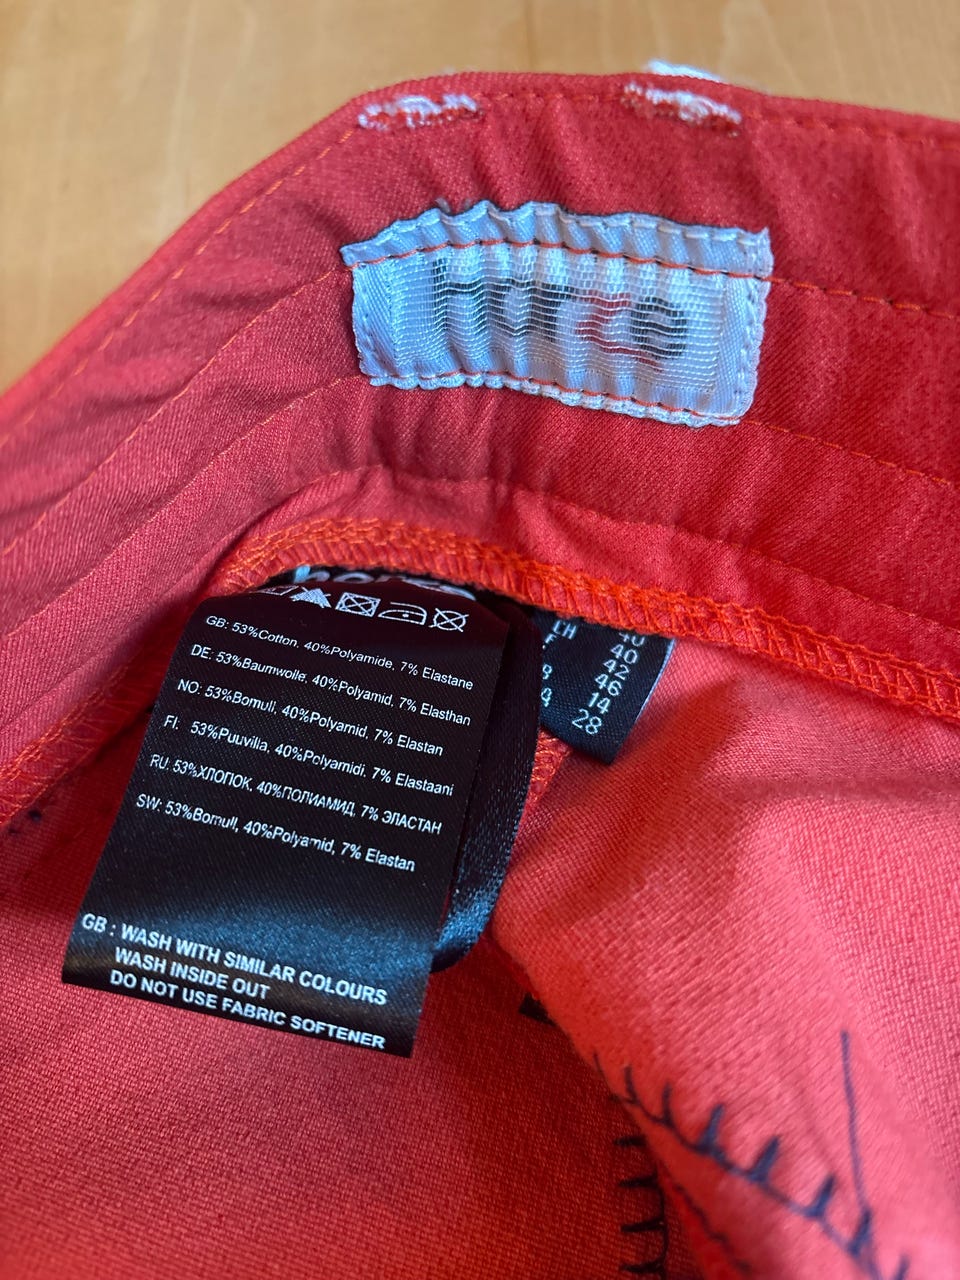 GB: 53%Cotton, 40%Polyamide, 7% Elastane
DE: 53%Baumwolle, 40%Polyamid, 7% Elasthan
NO: 53%Bomull, 40%Polyamid, 7% Elastan
FI: 53%Puuvilla, 40%Polyamidi, 7% Elastaani
RU: 53%ХЛОПОК, 40%ПОЛИАМИД, 7% ЭЛАСТАН
SW: 53%Bomull, 40%Polyamid, 7% Elastan
GB : WASH WITH SIMILAR COLOURS
WASH INSIDE OUT
DO NOT USE FABRIC SOFTENER
40
40
42
46
14
28